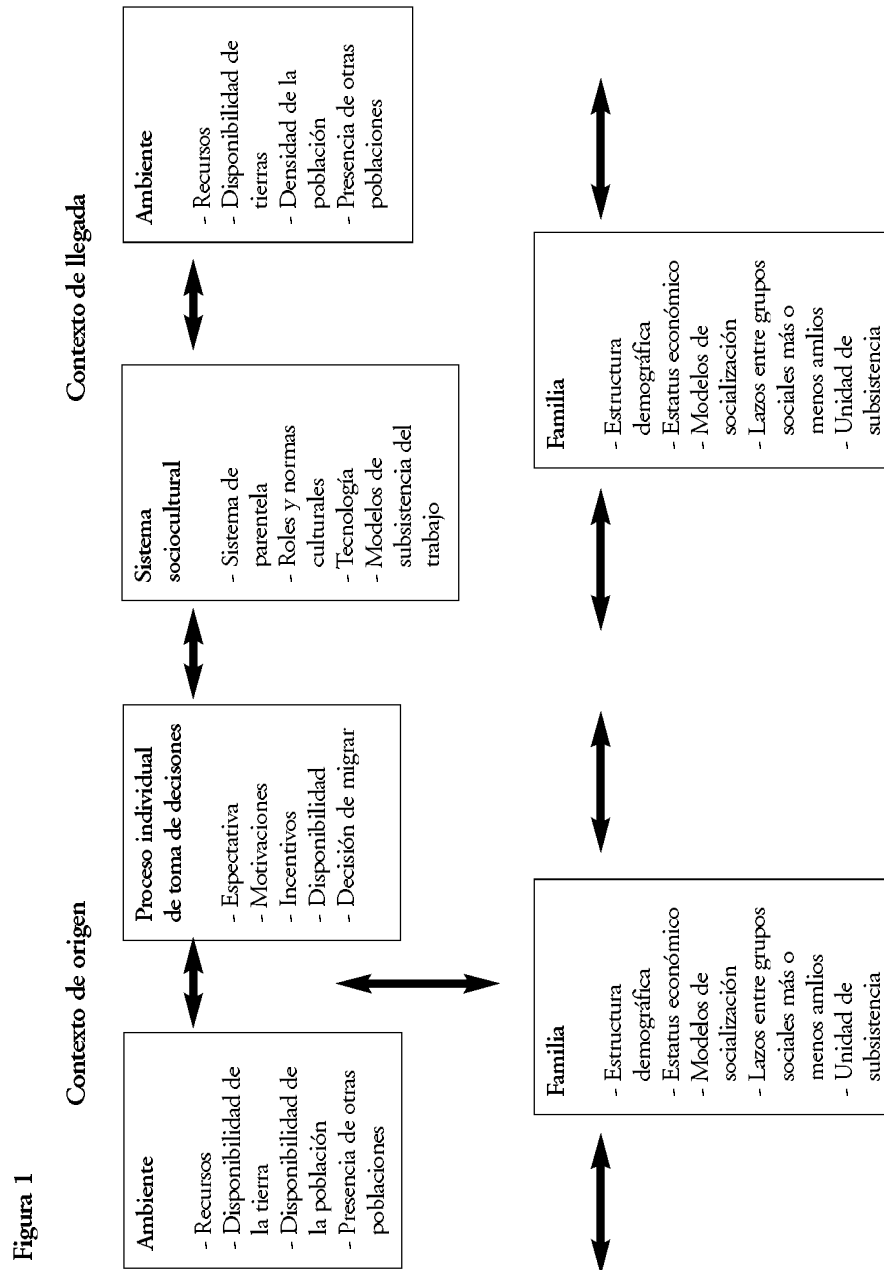 Figura 1
Contexto de origen
Contexto de llegada
Ambiente
- Recursos
- Disponibilidad de
la tierra
- Disponibilidad de
la población
- Presencia de otras
poblaciones
Proceso individual
de toma de decisones
- Espectativa
- Motivaciones
- Incentivos
- Disponibilidad
- Decisión de migrar
Sistema
sociocultural
- Sistema de
parentela
- Roles y normas
culturales
- Tecnología
- Modelos de
subsistencia del
trabajo
Ambiente
- Recursos
- Disponibilidad de
tierras
- Densidad de la
población
- Presencia de otras
poblaciones
Familia
- Estructura
demográfica
- Estatus económico
- Modelos de
socialización
- Lazos entre grupos
sociales más o
menos amlios
- Unidad de
subsistencia
Familia
- Estructura
demográfica
- Estatus económico
- Modelos de
socialización
- Lazos entre grupos
sociales más o
menos amlios
- Unidad de
subsistencia